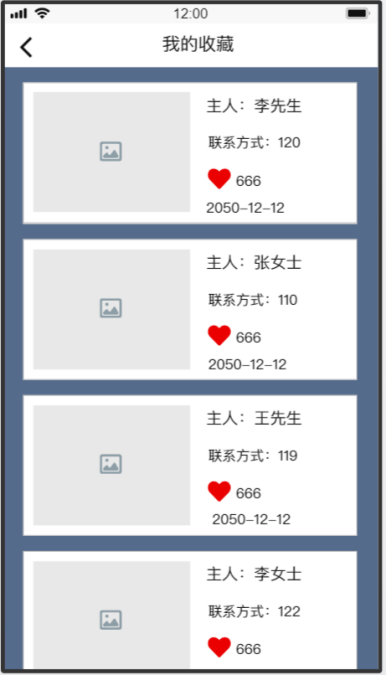 12:00
我的收藏
主人：李先生
联系方式：120
666
2050-12-12
主人：张女士
联系方式：110
666
2050-12-12
主人：王先生
联系方式：119
666
2050-12-12
主人：李女士
联系方式：122
666